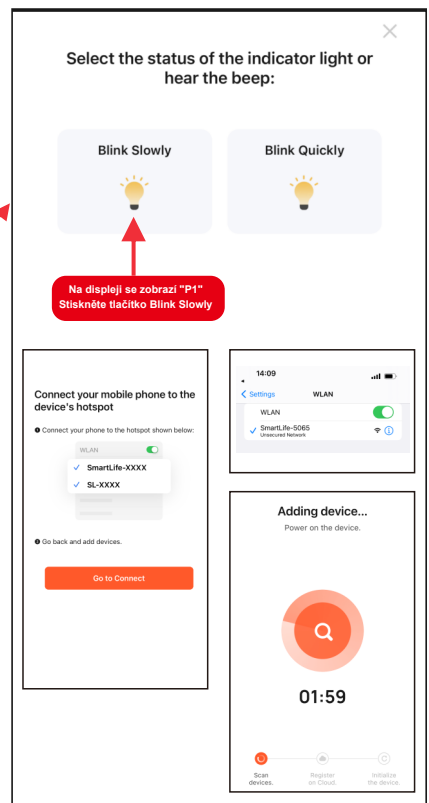 Select the status of the indicator light or
hear the beep:
Blink Slowly
Blink Quickly
Na displeji se zobrazí "P1"
Stiskněte tlačítko Blink Slowly
Connect your mobile phone to the
device's hotspot
❶ Connect your phone to the hotspot shown below:
WLAN
✓ SmartLife-XXXX
✓ SL-XXXX
❷ Go back and add devices.
Go to Connect
14:09
Settings
WLAN
WLAN
✓ SmartLife-5065
Unsecured Network
Adding device...
Power on the device.
01:59
Scan
devices.
Register
on Cloud.
Initialize
the device.